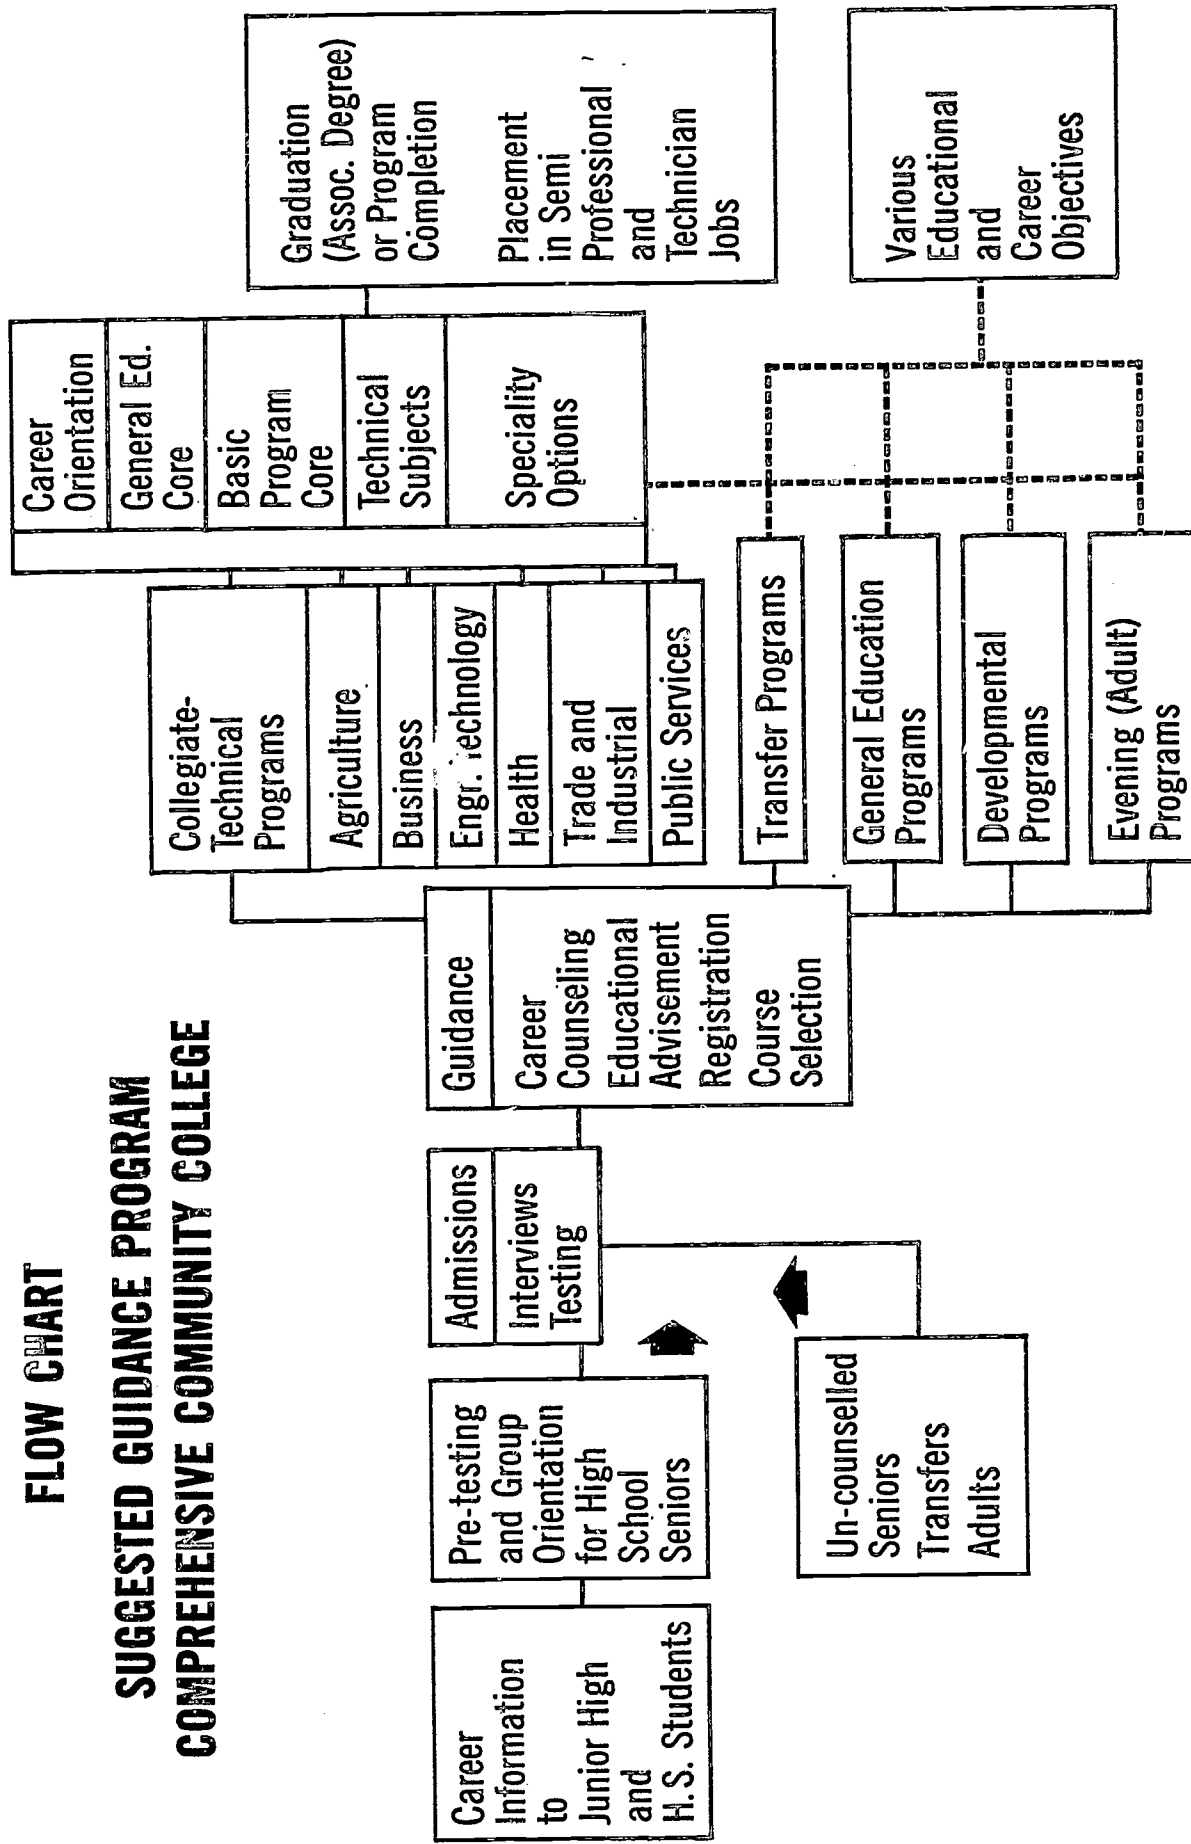 FLOW CHART
SUGGESTED GUIDANCE PROGRAM
COMPREHENSIVE COMMUNITY COLLEGE
Career
Information
to
Junior High
and
H.S. Students
Pre-testing
and Group
Orientation
for High
School
Seniors
Un-counselled
Seniors
Transfers
Adults
Admissions
Interviews
Testing
Guidance
Career
Counseling
Educational
Advisement
Registration
Course
Selection
Collegiate-
Technical
Programs
Agriculture
Business
Engr. Technology
Health
Trade and
Industrial
Public Services
Transfer Programs
General Education
Programs
Developmental
Programs
Evening (Adult)
Programs
Career
Orientation
General Ed.
Core
Basic
Program
Core
Technical
Subjects
Speciality
Options
Graduation
(Assoc. Degree)
or Program
Completion
Placement
in Semi
Professional
and
Technician
Jobs
Various
Educational
and
Career
Objectives